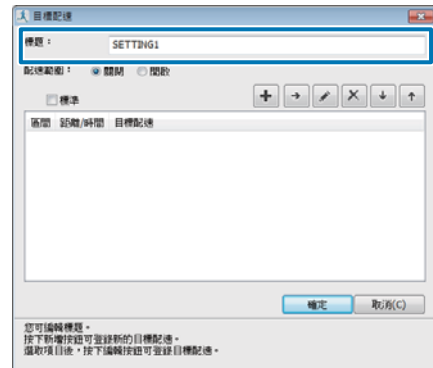 目標配速
標題： SETTING1
配速範圍： 關閉 開啟
標準
區間 距離/時間 目標配速
確定 取消(C)
您可編輯標題。
按下新增按鈕可登錄新的目標配速。
選取項目後，按下編輯按鈕可登錄目標配速。